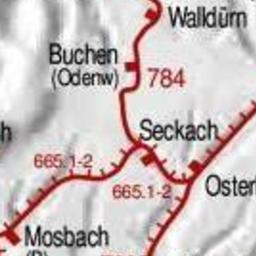 Walldürn
Buchen
(Odenw)
784
h
Seckach
665.1-2
665.1-2
Oster
Mosbach